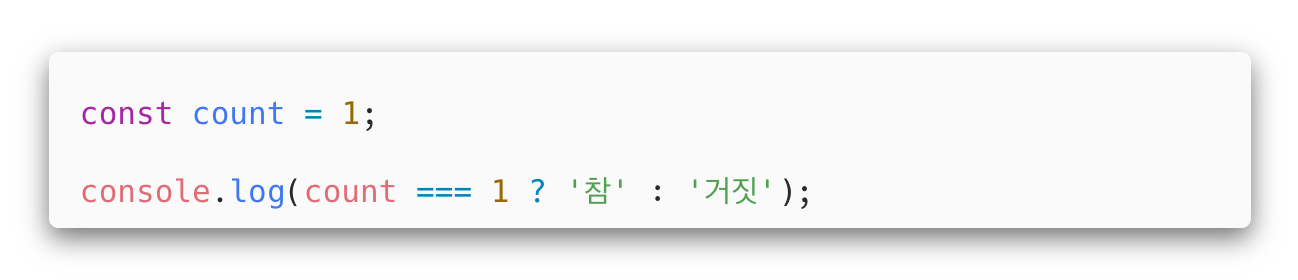 const count = 1;
console.log(count === 1 ? '참' : '거짓');